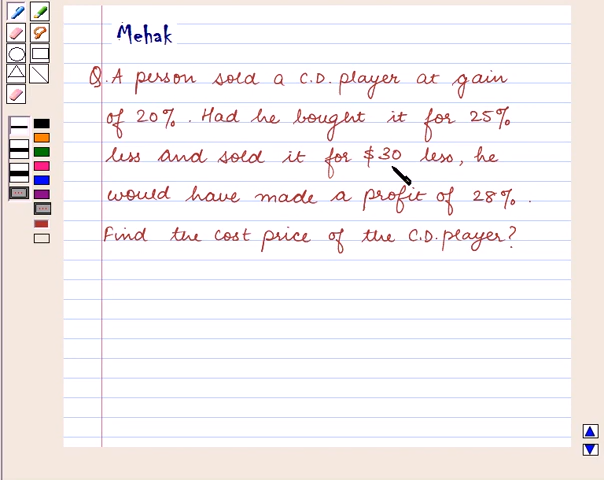 Mehak
Q. A person sold a C.D. player at gain
of 20%. Had he bought it for 25%
less and sold it for $30 less, he
would have made a profit of 28%.
Find the cost price of the C.D. player?